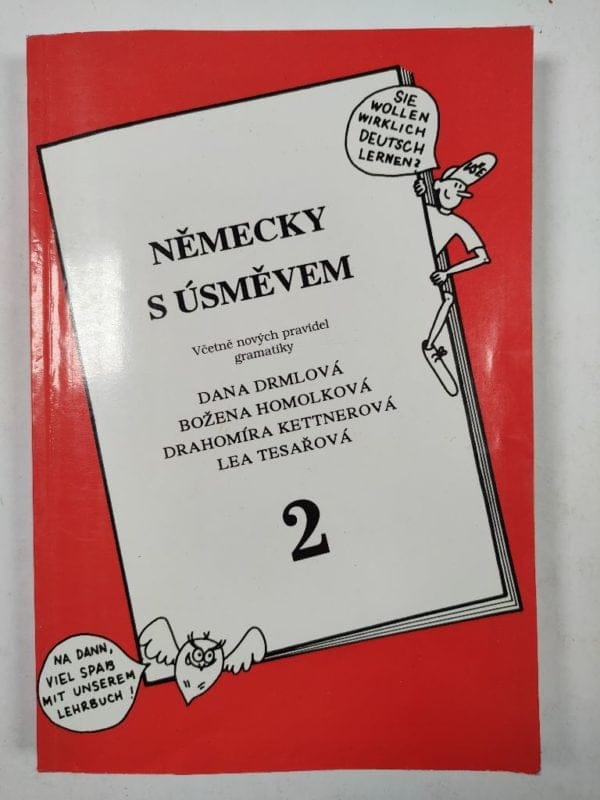 SIE
WOLLEN
WIRKLICH
DEUTSCH
LERNEN?
NĚMECKY
S ÚSMĚVEM
Včetně nových pravidel
gramatiky
DANA DRMLOVÁ
BOŽENA HOMOLKOVÁ
DRAHOMÍRA KETTNEROVÁ
LEA TESAŘOVÁ
2
NA DANN,
VIEL SPAß
MIT UNSEREM
LEHRBUCH!